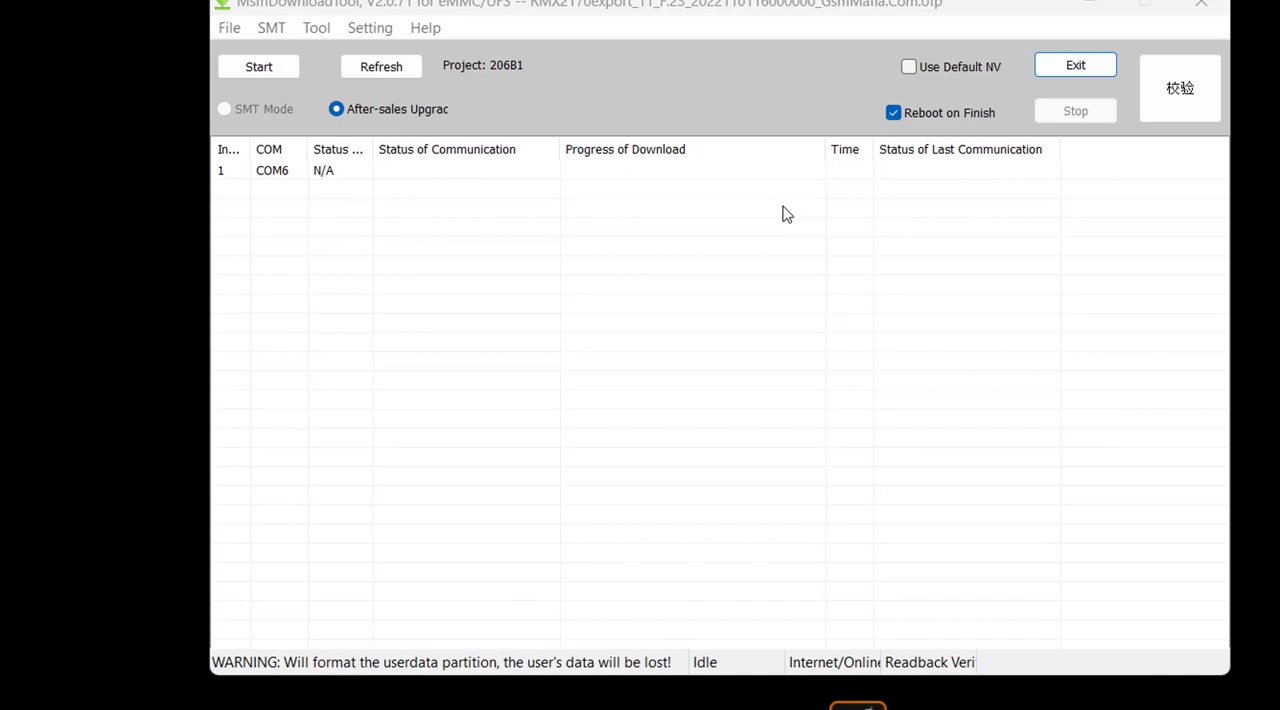 MsmDownloadTool, V2.0.71 for eMMC/UFS -- RMX2170export_11_F.23_2022110116000000_GsmMafia.Com.ofp
File SMT Tool Setting Help
Start Refresh Project: 206B1 Use Default NV Exit 校验
SMT Mode After-sales Upgrac Reboot on Finish Stop
In... COM Status ... Status of Communication Progress of Download Time Status of Last Communication
1 COM6 N/A
WARNING: Will format the userdata partition, the user's data will be lost! Idle Internet/Online Readback Veri